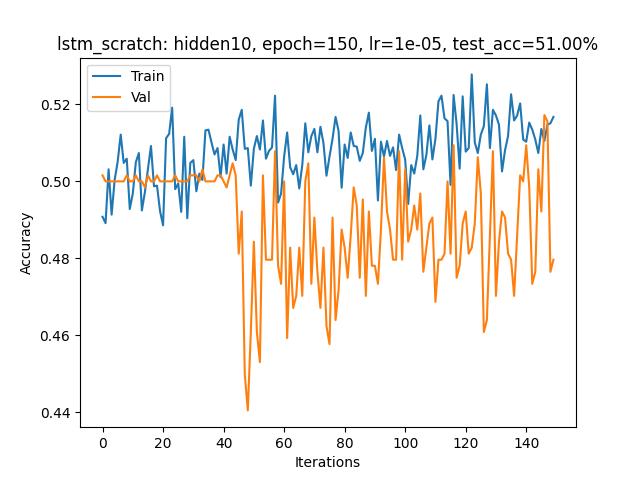 lstm_scratch: hidden10, epoch=150, lr=1e-05, test_acc=51.00%
Train
Val
0.52
0.50
0.48
0.46
0.44
Accuracy
0 20 40 60 80 100 120 140
Iterations